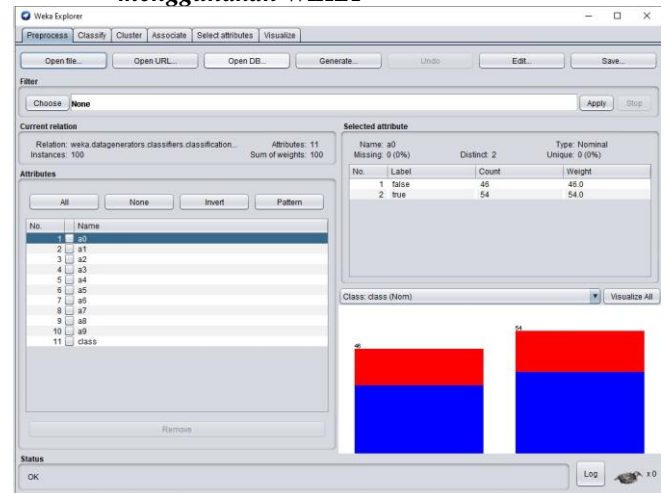 menggunakan WEKA
Weka Explorer
Preprocess Classify Cluster Associate Select attributes Visualize
Open file... Open URL... Open DB... Generate... Undo Edit... Save...
Filter
Choose None Apply Stop
Current relation
Relation: weka.datagenerators.classifiers.classification... Attributes: 11
Instances: 100 Sum of weights: 100
Attributes
All None Invert Pattern
No. Name
1 a0
2 a1
3 a2
4 a3
5 a4
6 a5
7 a6
8 a7
9 a8
10 a9
11 class
Remove
Selected attribute
Name: a0 Type: Nominal
Missing: 0 (0%) Distinct: 2 Unique: 0 (0%)
No. Label Count Weight
1 false 46 46.0
2 true 54 54.0
Class: class (Nom) Visualize All
46
54
Status
OK Log x 0